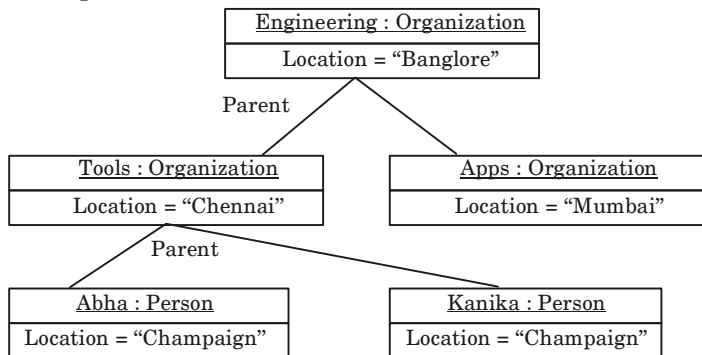 Engineering : Organization
Location = “Banglore”
Parent
Tools : Organization
Location = “Chennai”
Apps : Organization
Location = “Mumbai”
Parent
Abha : Person
Location = “Champaign”
Kanika : Person
Location = “Champaign”